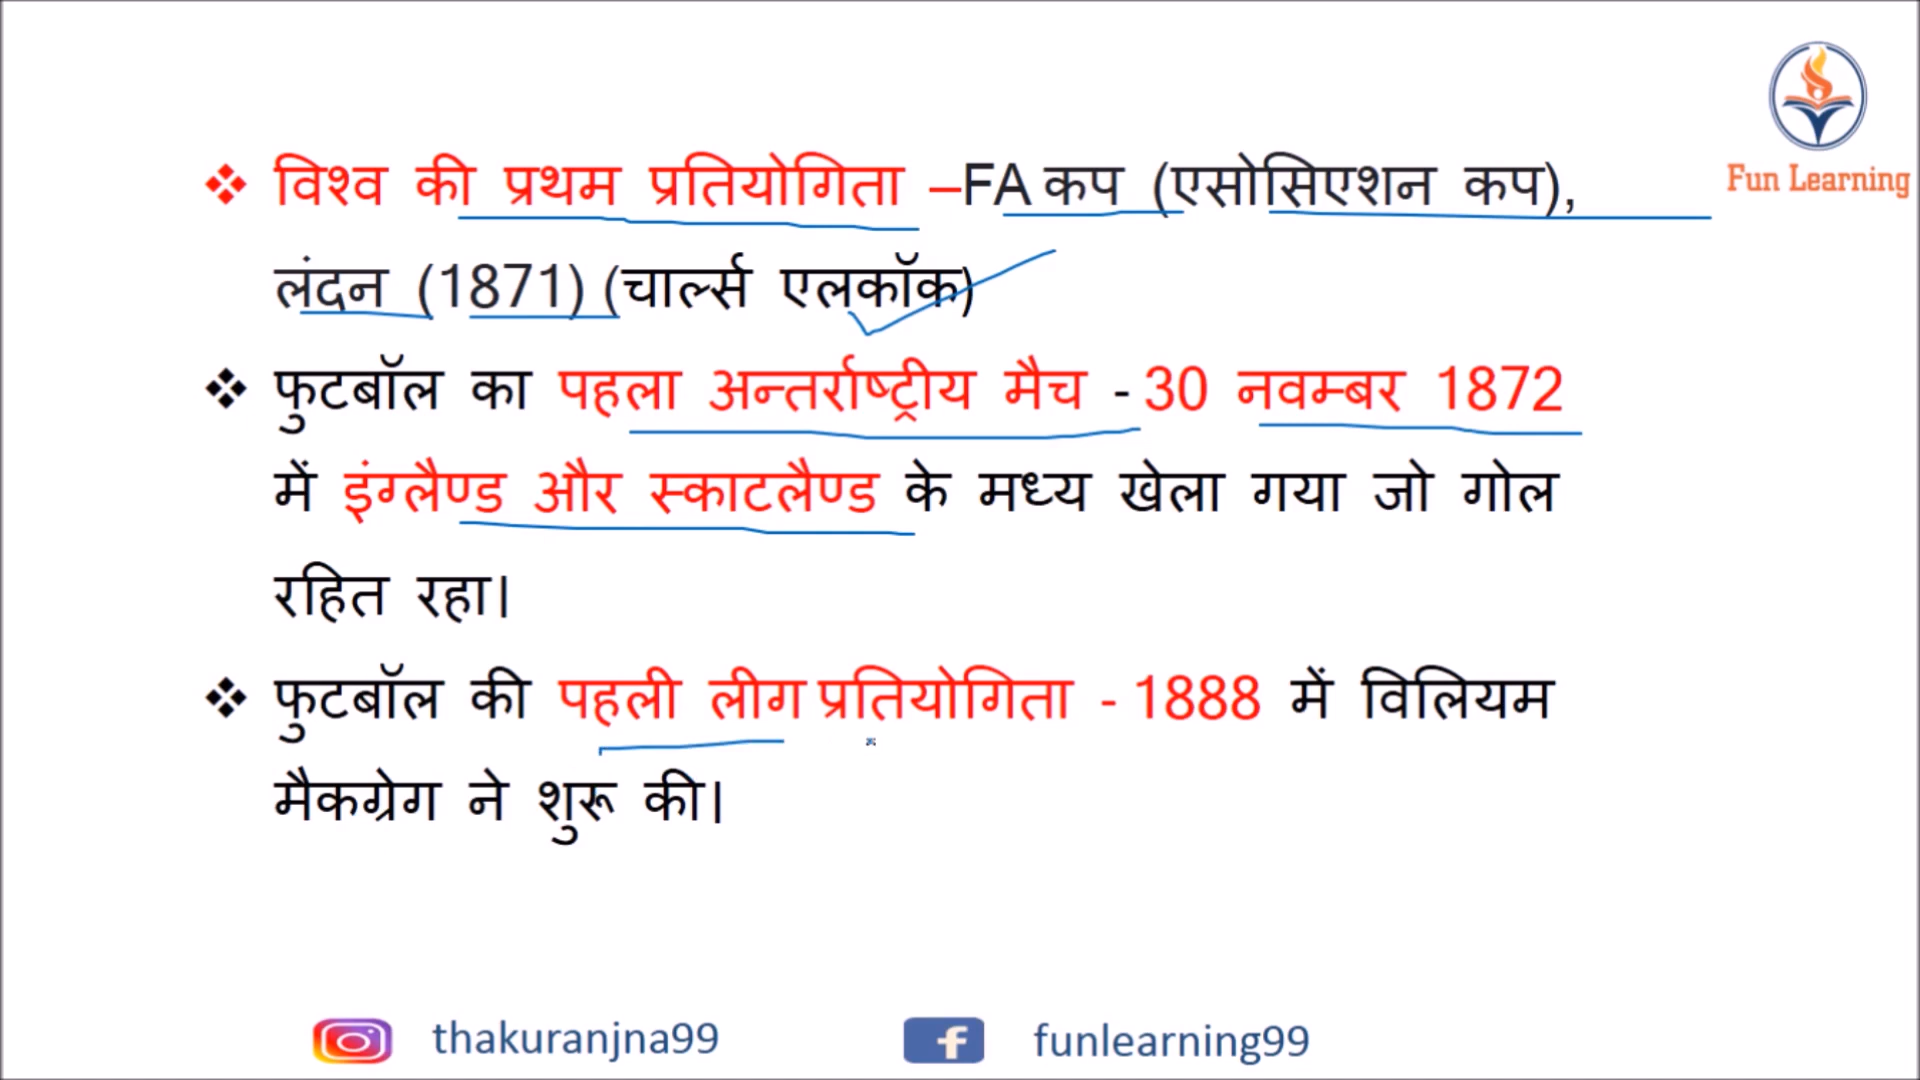 Fun Learning
❖ विश्व की प्रथम प्रतियोगिता –FA कप (एसोसिएशन कप),
लंदन (1871) (चार्ल्स एलकॉक)
❖ फुटबॉल का पहला अन्तर्राष्ट्रीय मैच - 30 नवम्बर 1872
में इंग्लैण्ड और स्काटलैण्ड के मध्य खेला गया जो गोल
रहित रहा।
❖ फुटबॉल की पहली लीग प्रतियोगिता - 1888 में विलियम
मैकग्रेग ने शुरू की।
thakuranjna99 funlearning99